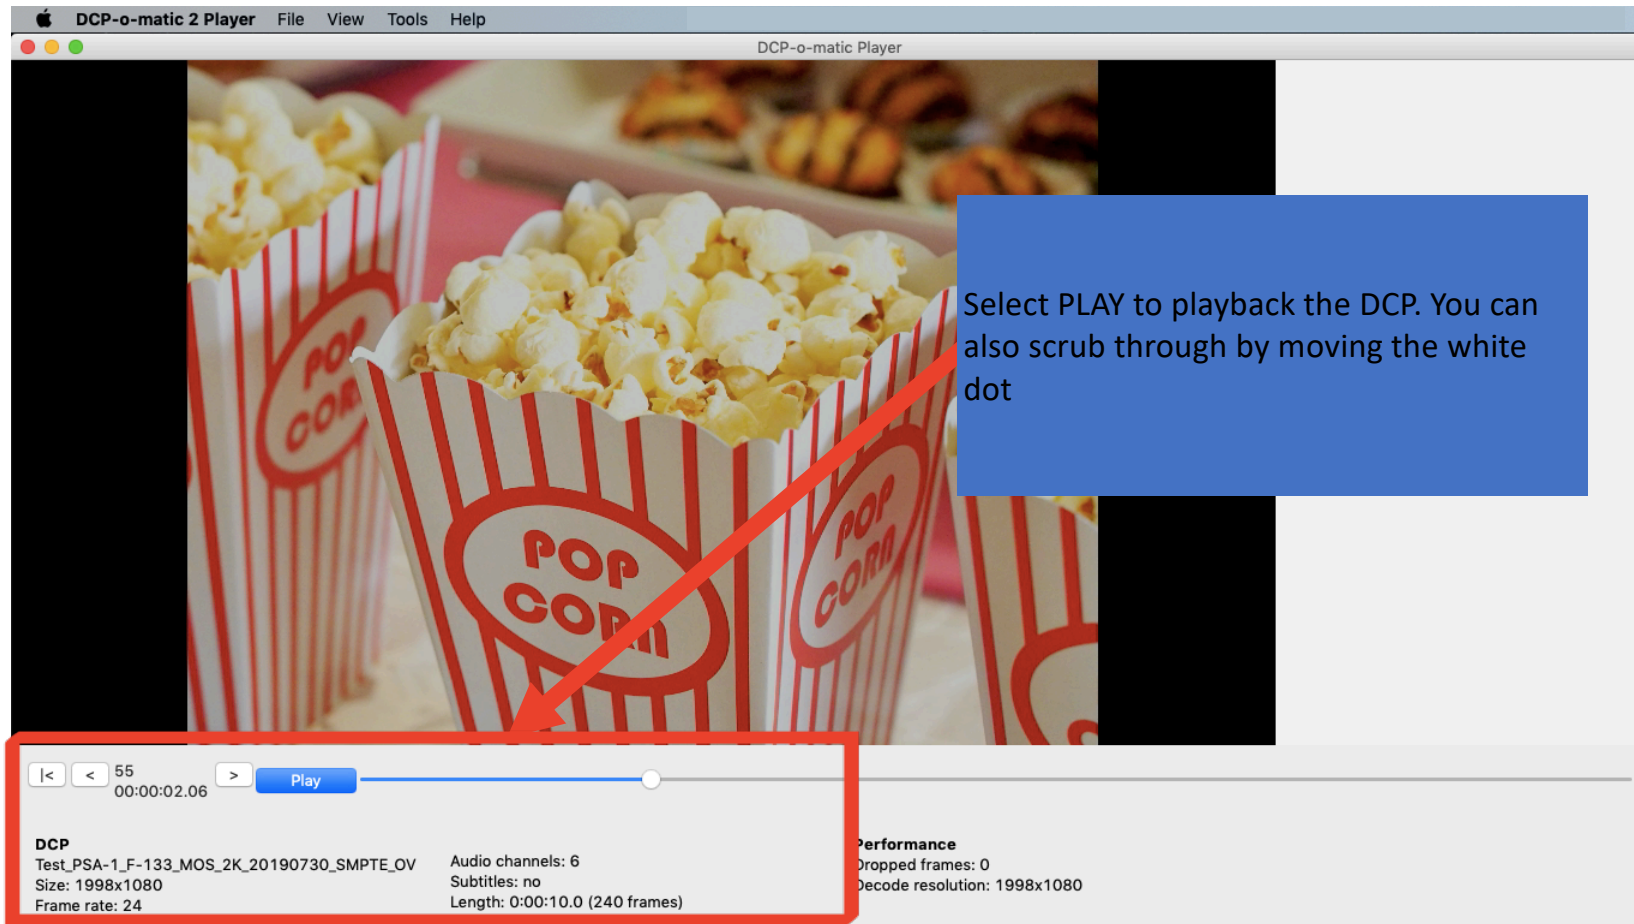 DCP-o-matic 2 Player File View Tools Help
DCP-o-matic Player
POP
CORN
POP
CORN
POP
CORN
Select PLAY to playback the DCP. You can
also scrub through by moving the white
dot
|< < 55 > Play
00:00:02.06
DCP
Test_PSA-1_F-133_MOS_2K_20190730_SMPTE_OV
Size: 1998x1080
Frame rate: 24
Audio channels: 6
Subtitles: no
Length: 0:00:10.0 (240 frames)
Performance
Dropped frames: 0
Decode resolution: 1998x1080